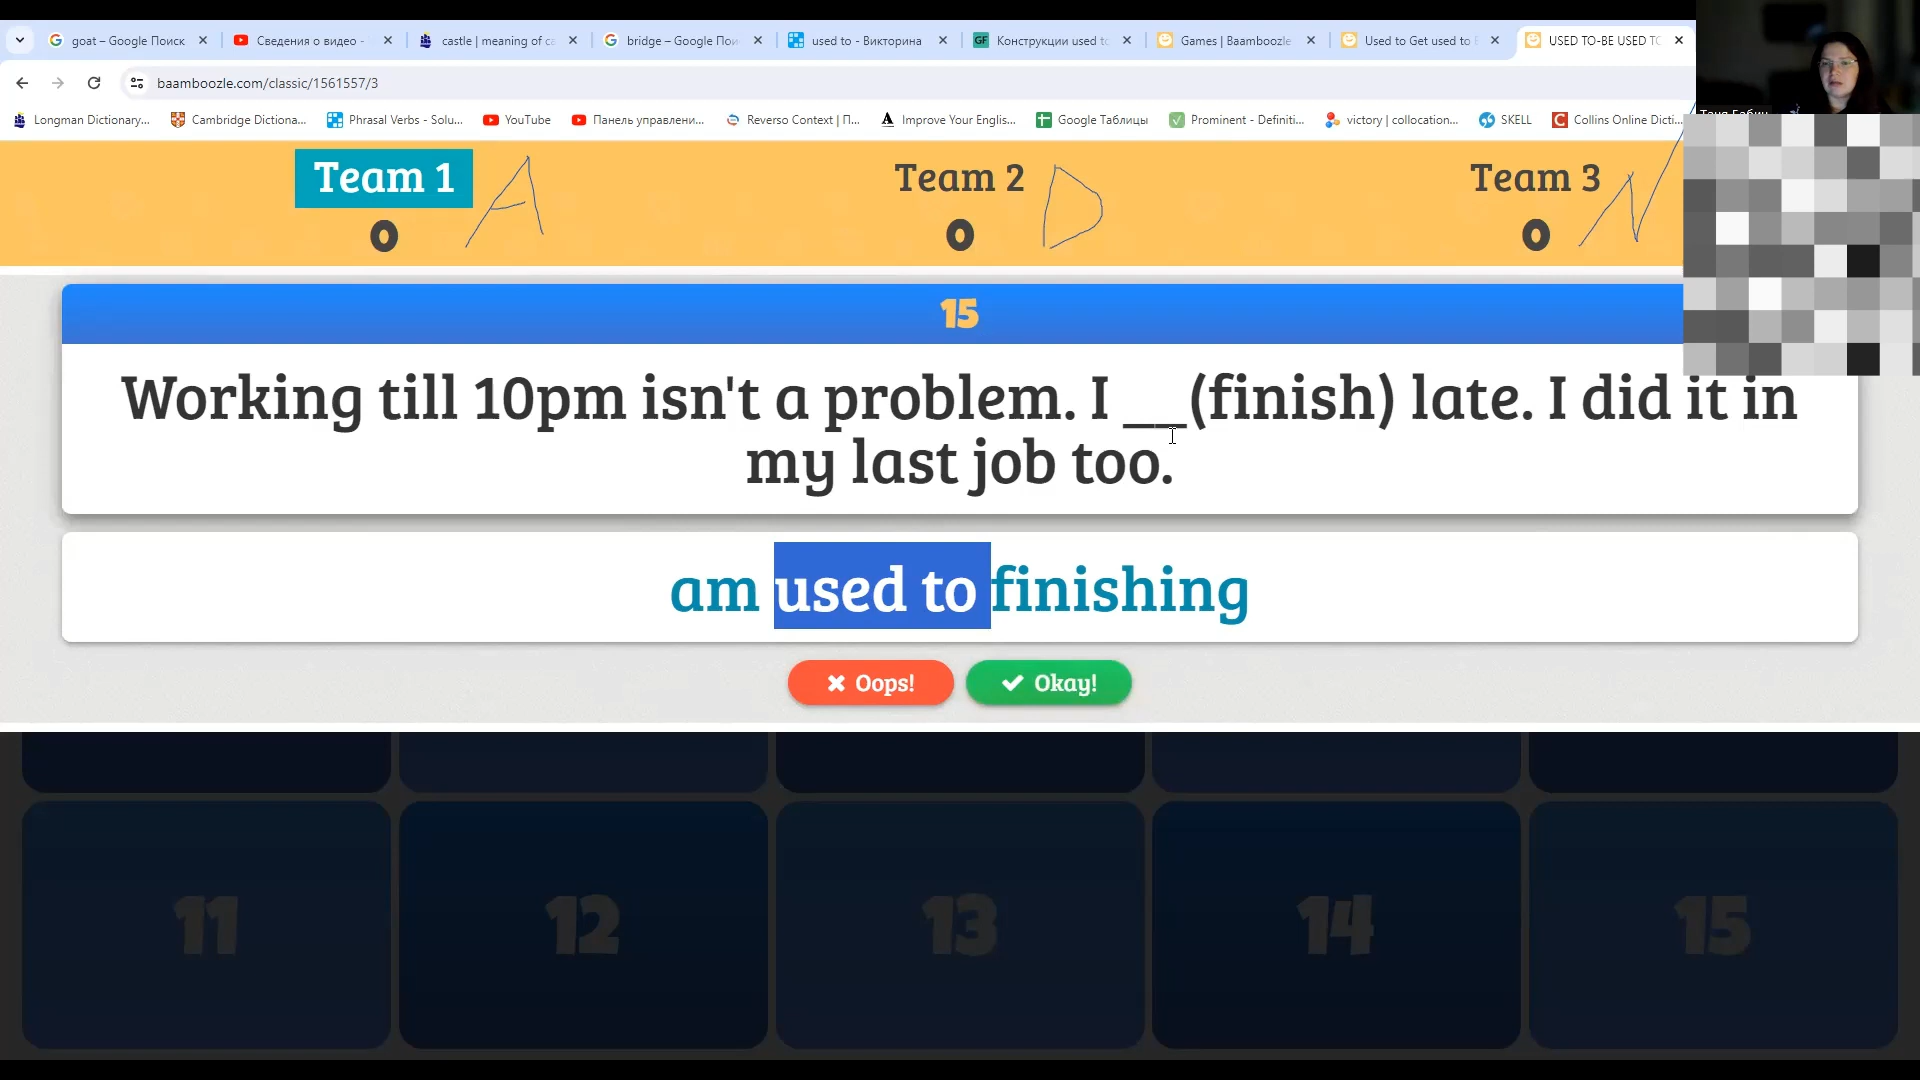 goat – Google Поиск
Сведения о видео -
castle | meaning of ca
bridge – Google Пои
used to - Викторина
Конструкции used to
Games | Baamboozle
Used to Get used to
USED TO-BE USED TO
baamboozle.com/classic/1561557/3
Longman Dictionary...
Cambridge Dictiona...
Phrasal Verbs - Solu...
YouTube
Панель управлени...
Reverso Context | П...
Improve Your Englis...
Google Таблицы
Prominent - Definiti...
victory | collocation...
SKELL
Collins Online Dicti...
Team 1 A
Team 2 D
Team 3 N
0
0
0
15
Working till 10pm isn't a problem. I __(finish) late. I did it in
my last job too.
am used to finishing
Oops!
Okay!
11
12
13
14
15